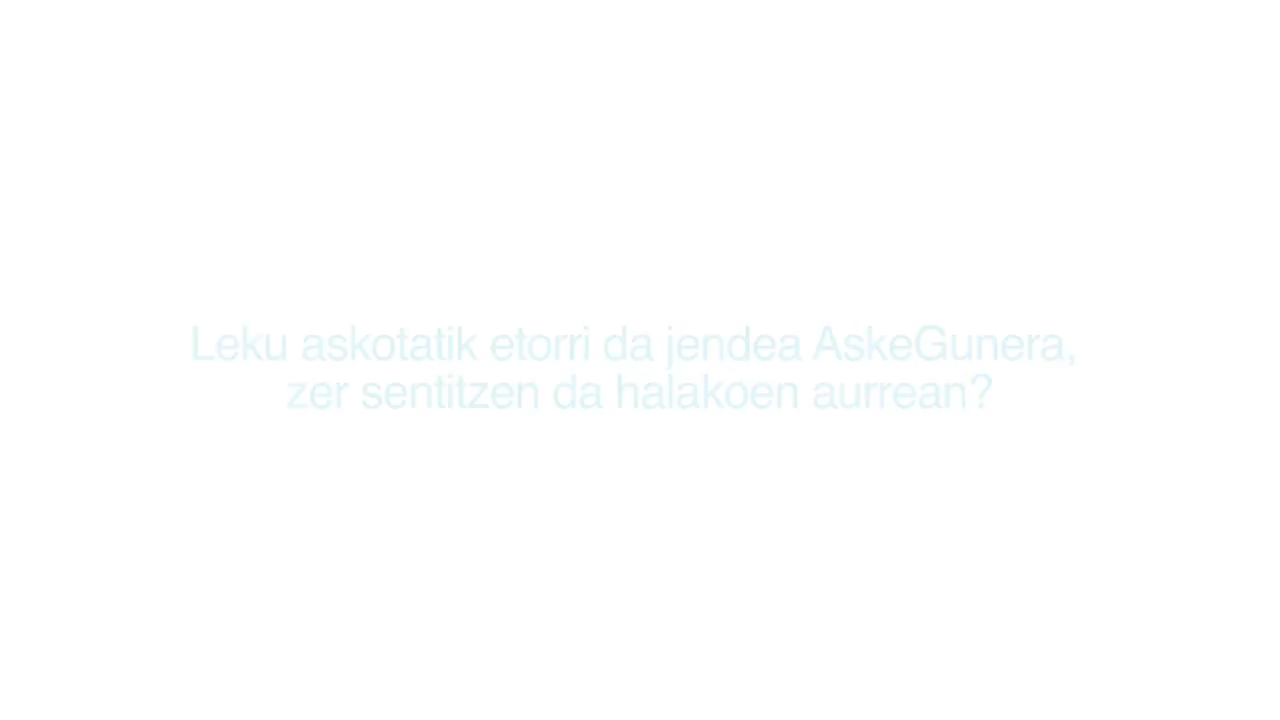 Leku askotatik etorri da jendea AskeGunera,
zer sentitzen da halakoen aurrean?